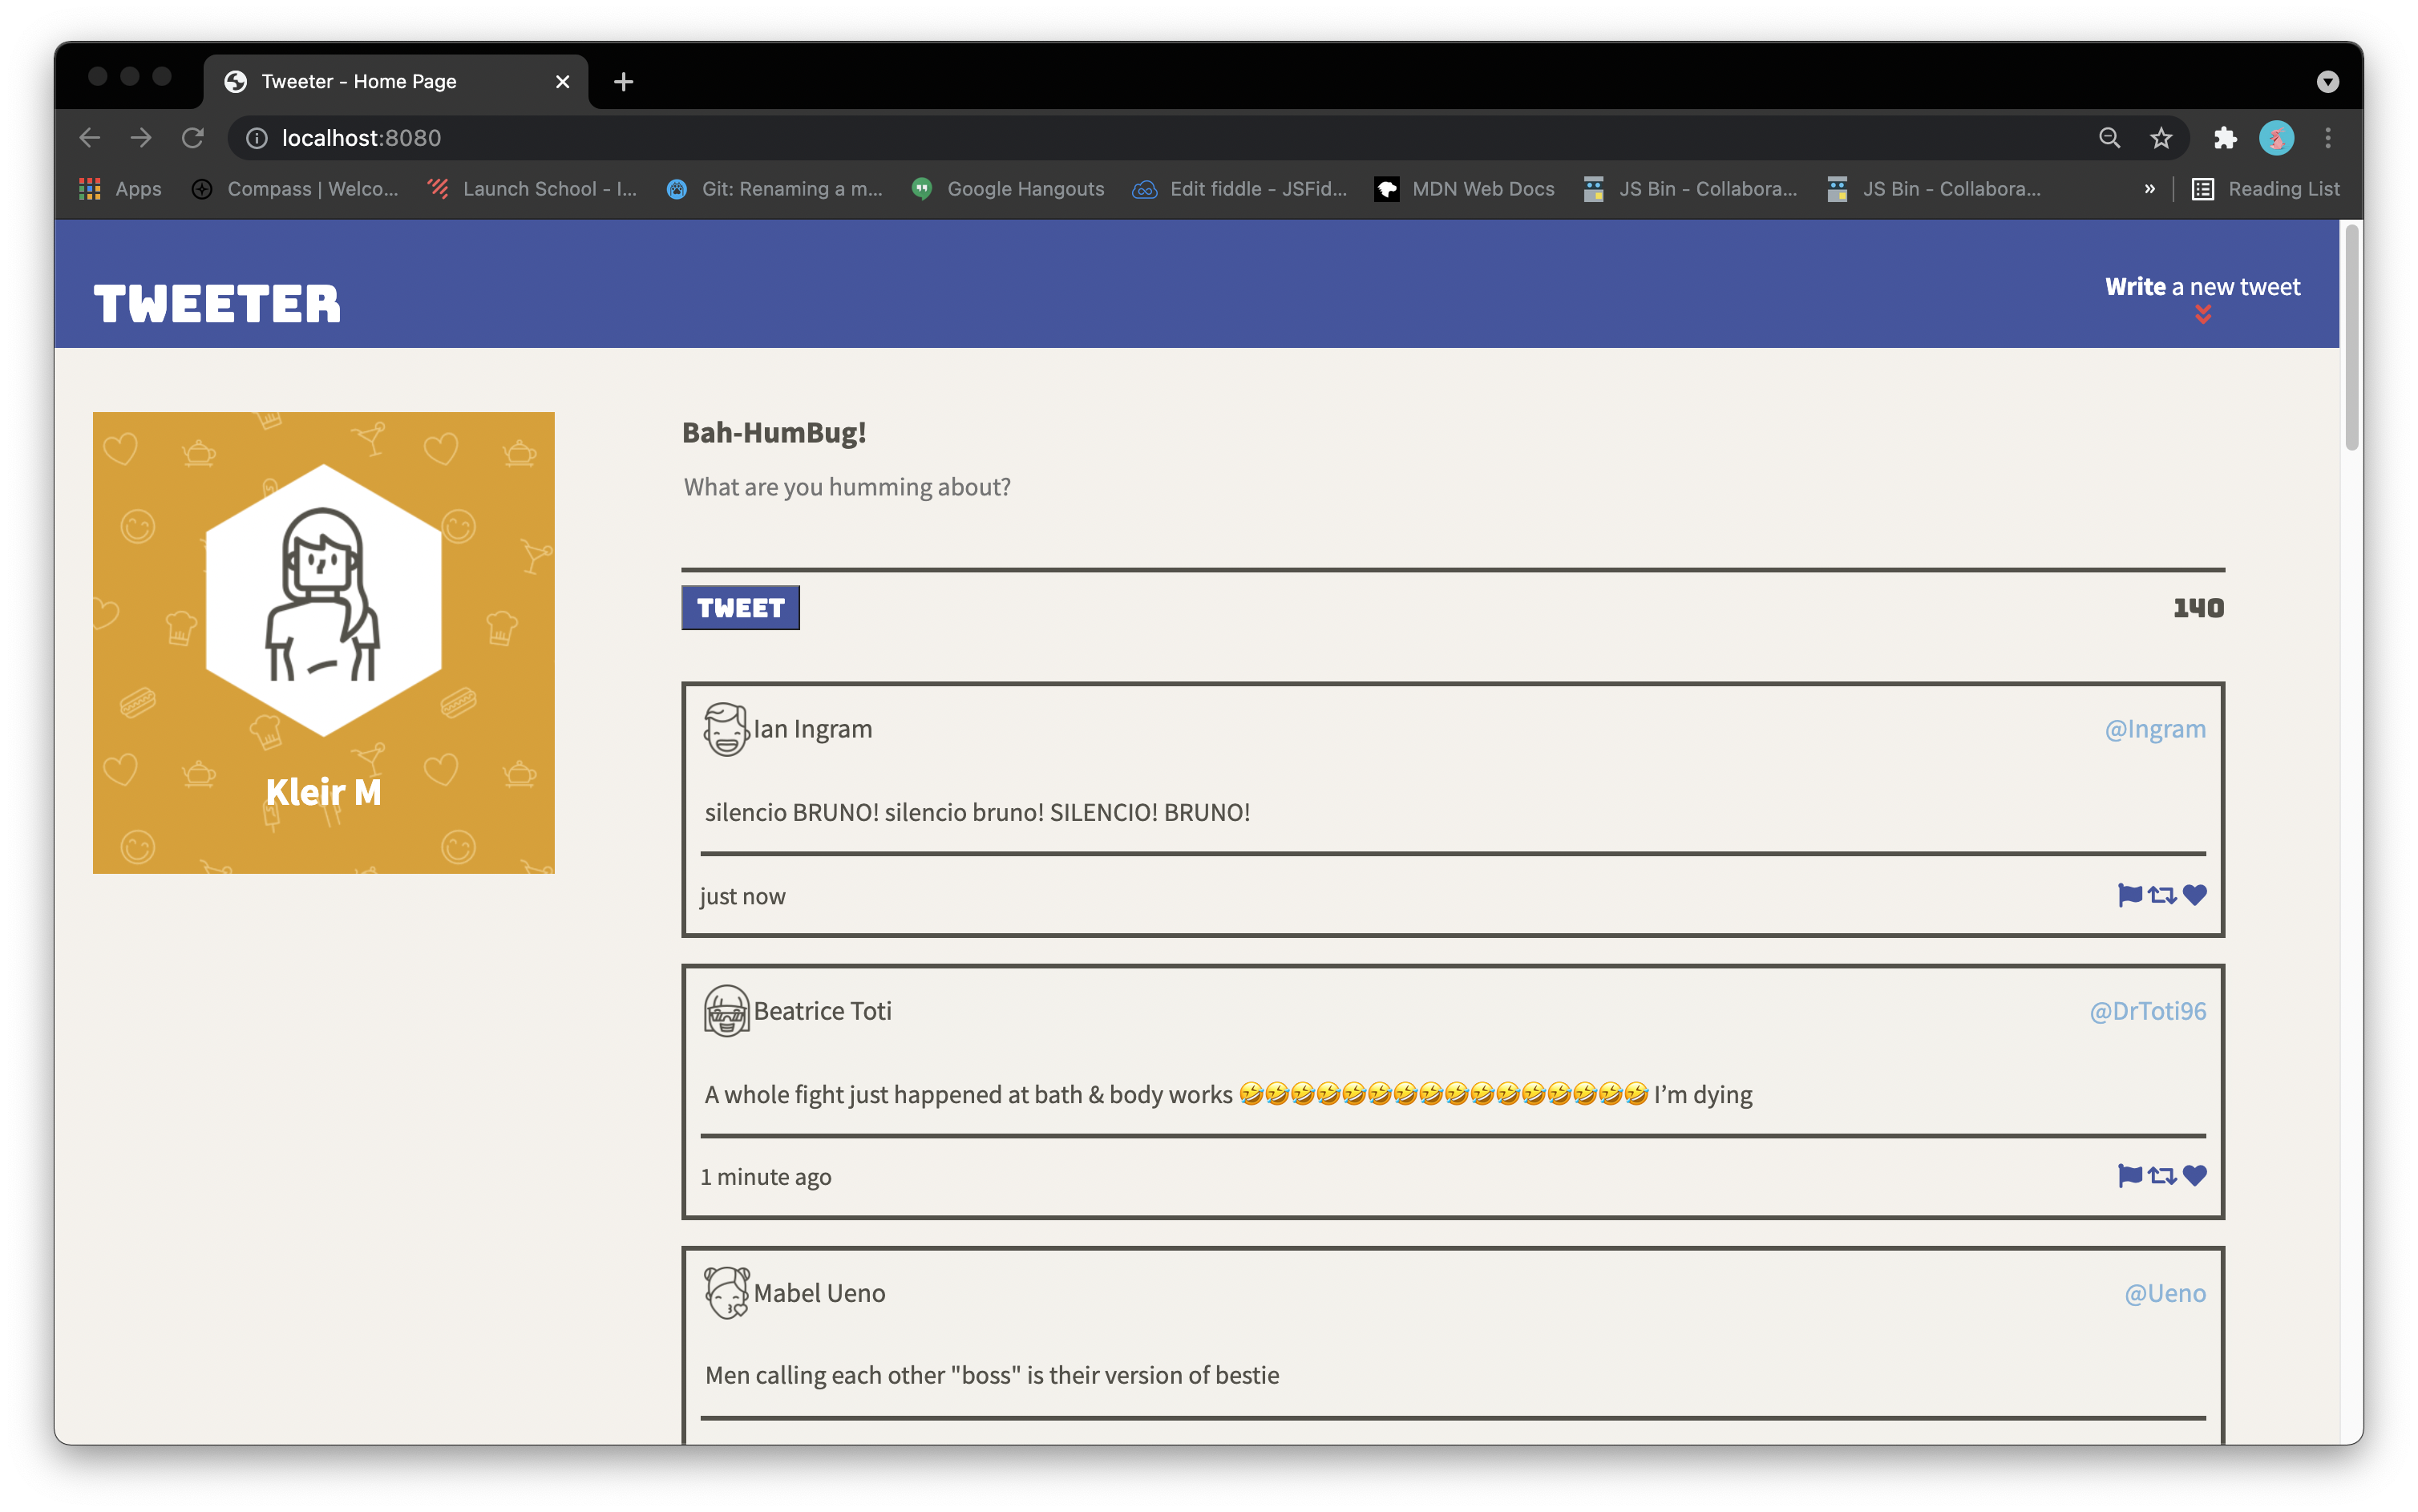 Tweeter - Home Page
localhost:8080
Apps Compass | Welco... Launch School - I... Git: Renaming a m... Google Hangouts Edit fiddle - JSFid... MDN Web Docs JS Bin - Collabora... JS Bin - Collabora... » Reading List
TWEETER
Write a new tweet
Kleir M
Bah-HumBug!
What are you humming about?
TWEET 140
Ian Ingram @Ingram
silencio BRUNO! silencio bruno! SILENCIO! BRUNO!
just now
Beatrice Toti @DrToti96
A whole fight just happened at bath & body works 🤣🤣🤣🤣🤣🤣🤣🤣🤣🤣🤣🤣🤣🤣🤣🤣 I’m dying
1 minute ago
Mabel Ueno @Ueno
Men calling each other "boss" is their version of bestie